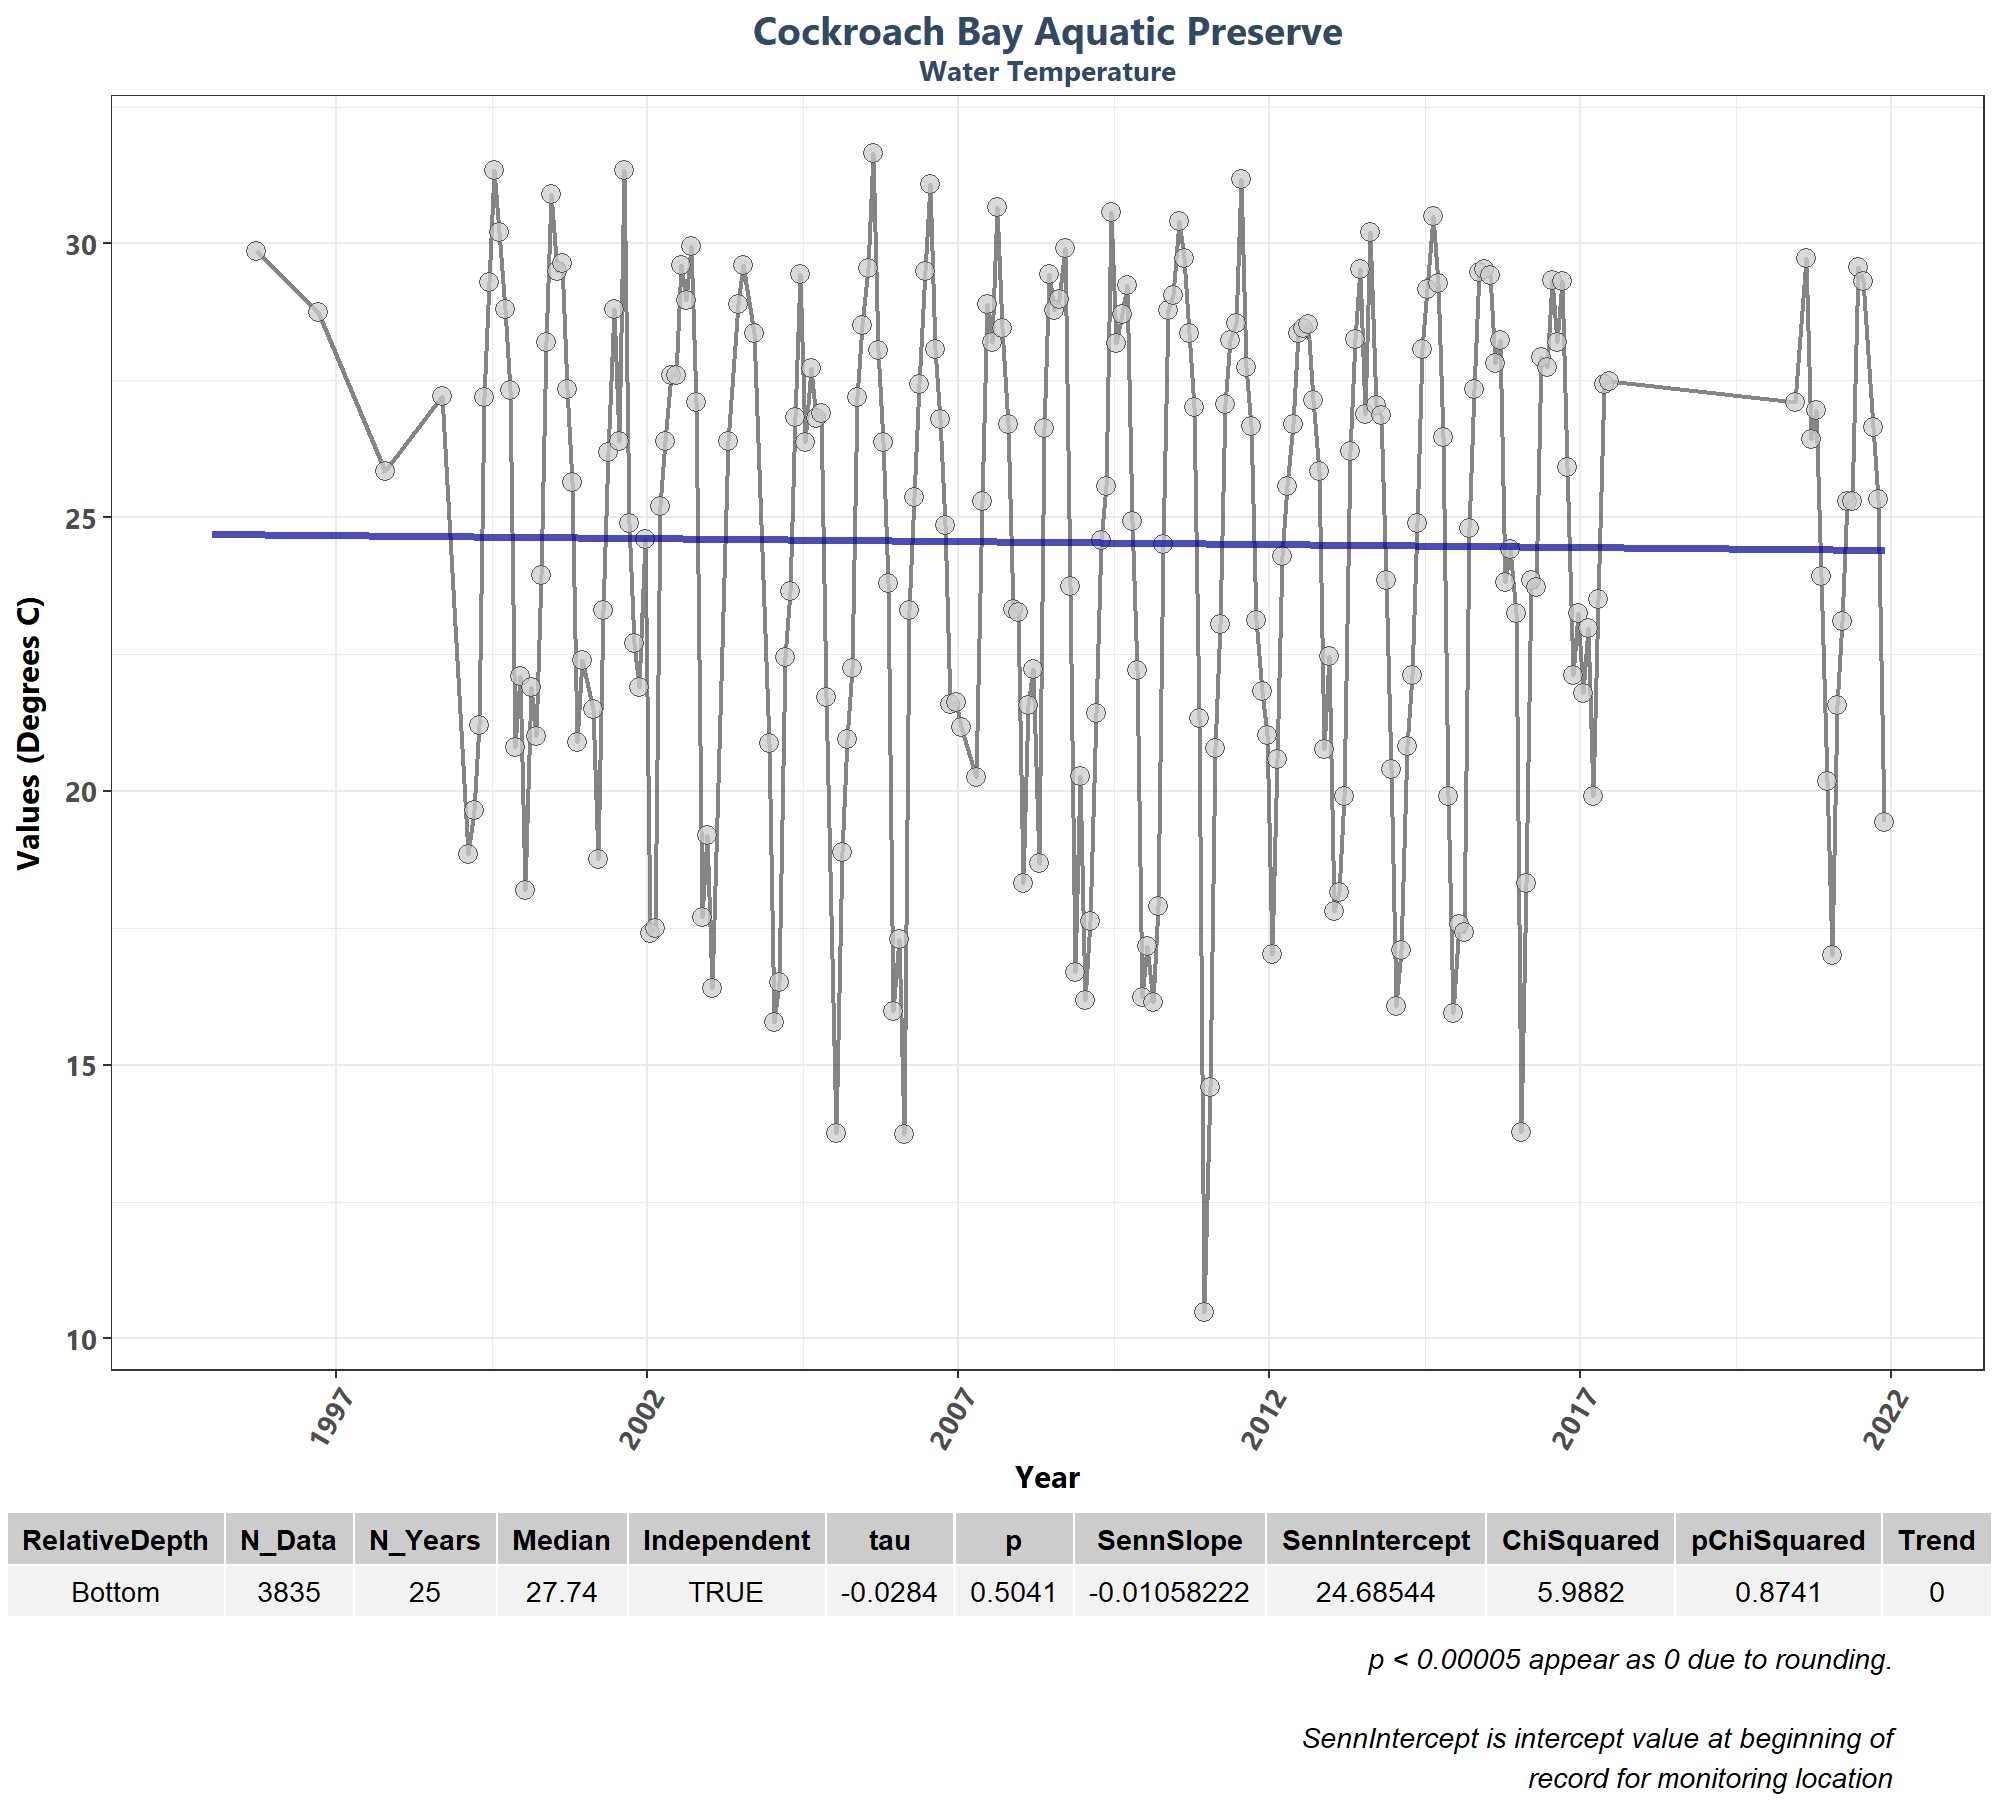 Cockroach Bay Aquatic Preserve
Water Temperature
Values (Degrees C)
30
25
20
15
10
1997
2002
2007
2012
2017
2022
Year
RelativeDepth N_Data N_Years Median Independent tau p SennSlope SennIntercept ChiSquared pChiSquared Trend
Bottom 3835 25 27.74 TRUE -0.0284 0.5041 -0.01058222 24.68544 5.9882 0.8741 0
p < 0.00005 appear as 0 due to rounding.
SennIntercept is intercept value at beginning of
record for monitoring location